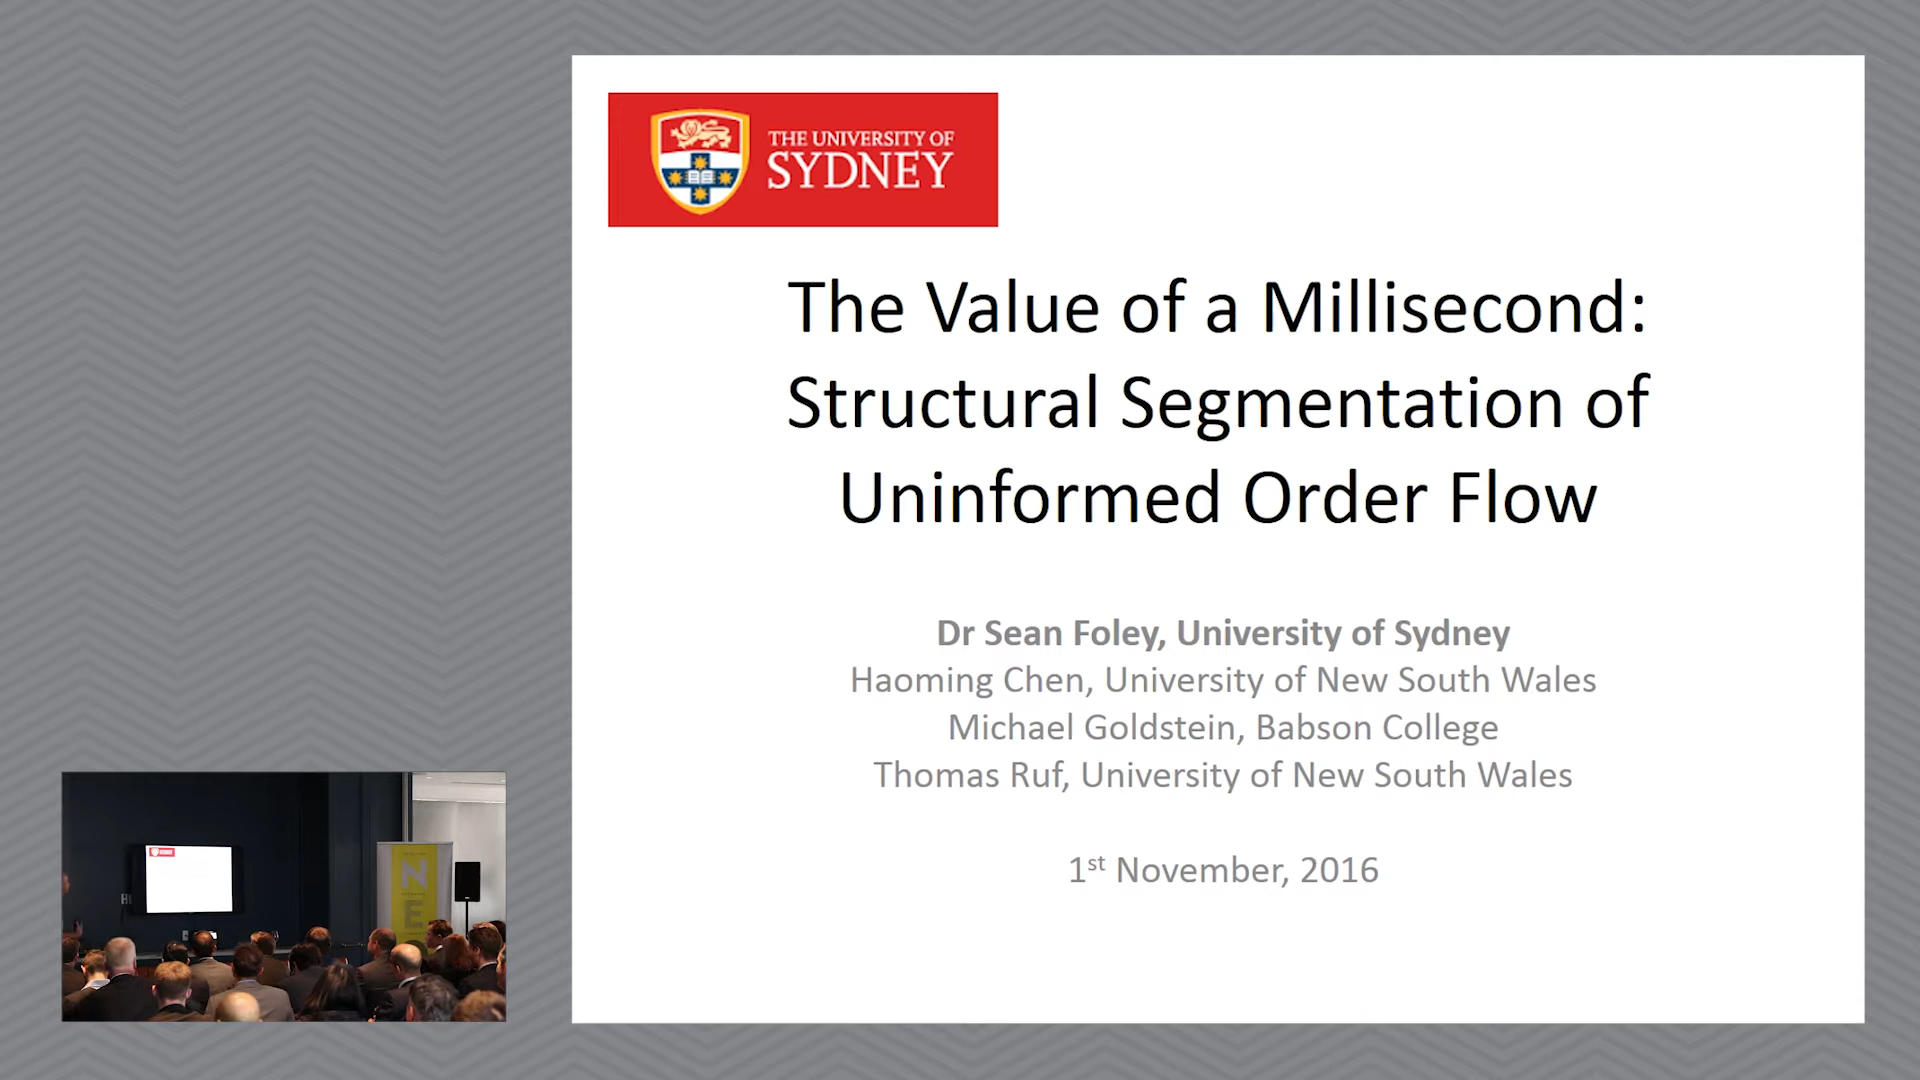 THE UNIVERSITY OF
SYDNEY
The Value of a Millisecond:
Structural Segmentation of
Uninformed Order Flow
Dr Sean Foley, University of Sydney
Haoming Chen, University of New South Wales
Michael Goldstein, Babson College
Thomas Ruf, University of New South Wales
1st November, 2016
N
E